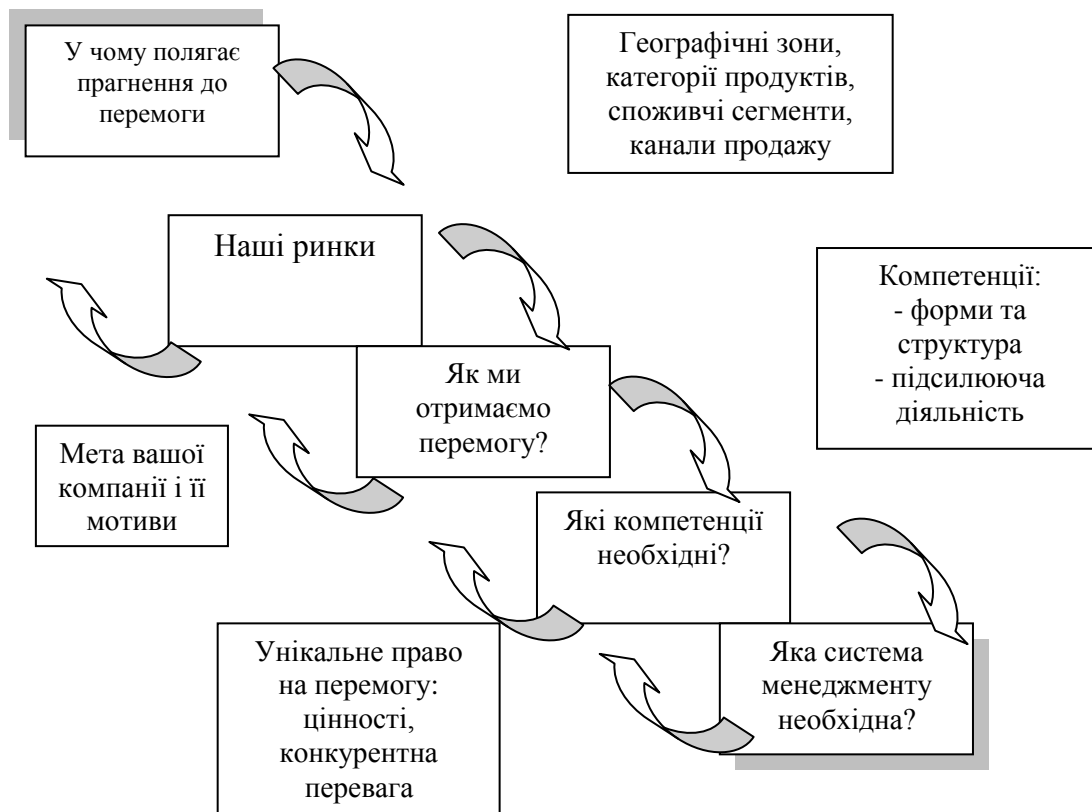 У чому полягає
прагнення до
перемоги
Географічні зони,
категорії продуктів,
споживчі сегменти,
канали продажу
Наші ринки
Компетенції:
- форми та
структура
- підсилююча
діяльність
Як ми
отримаємо
перемогу?
Мета вашої
компанії і її
мотиви
Які компетенції
необхідні?
Унікальне право
на перемогу:
цінності,
конкурентна
перевага
Яка система
менеджменту
необхідна?